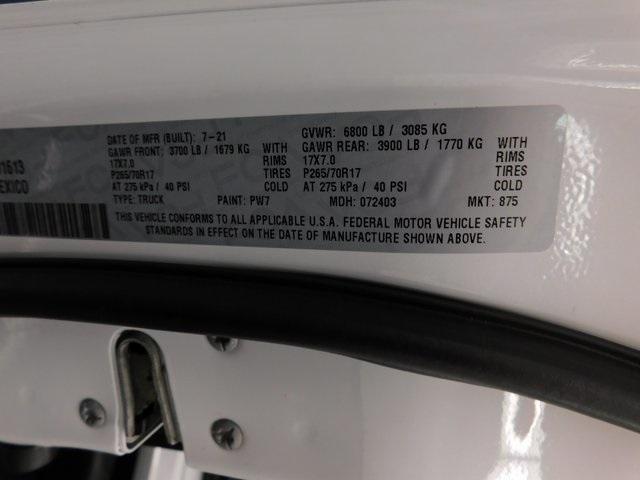 DATE OF MFR (BUILT): 7-21 GVWR: 6800 LB / 3085 KG
GAWR FRONT: 3700 LB / 1679 KG WITH GAWR REAR: 3900 LB / 1770 KG WITH
17X7.0 RIMS 17X7.0 RIMS
1613 P265/70R17 TIRES P265/70R17 TIRES
EXICO AT 275 kPa / 40 PSI COLD AT 275 kPa / 40 PSI COLD
TYPE: TRUCK PAINT: PW7 MDH: 072403 MKT: 875
THIS VEHICLE CONFORMS TO ALL APPLICABLE U.S.A. FEDERAL MOTOR VEHICLE SAFETY
STANDARDS IN EFFECT ON THE DATE OF MANUFACTURE SHOWN ABOVE.